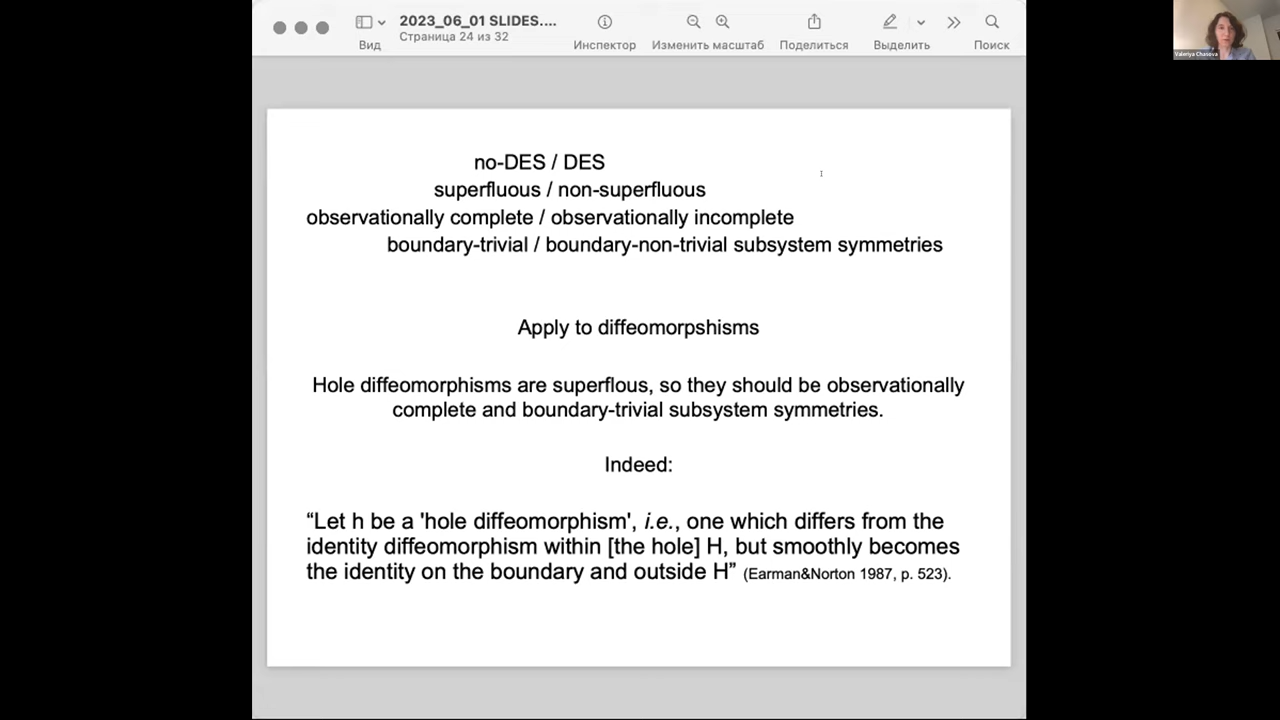 2023_06_01 SLIDES....
Страница 24 из 32
Вид
Инспектор
Изменить масштаб
Поделиться
Выделить
Поиск
Valeriya Chasova
no-DES / DES
superfluous / non-superfluous
observationally complete / observationally incomplete
boundary-trivial / boundary-non-trivial subsystem symmetries
Apply to diffeomorpshisms
Hole diffeomorphisms are superflous, so they should be observationally
complete and boundary-trivial subsystem symmetries.
Indeed:
“Let h be a 'hole diffeomorphism', i.e., one which differs from the
identity diffeomorphism within [the hole] H, but smoothly becomes
the identity on the boundary and outside H” (Earman&Norton 1987, p. 523).